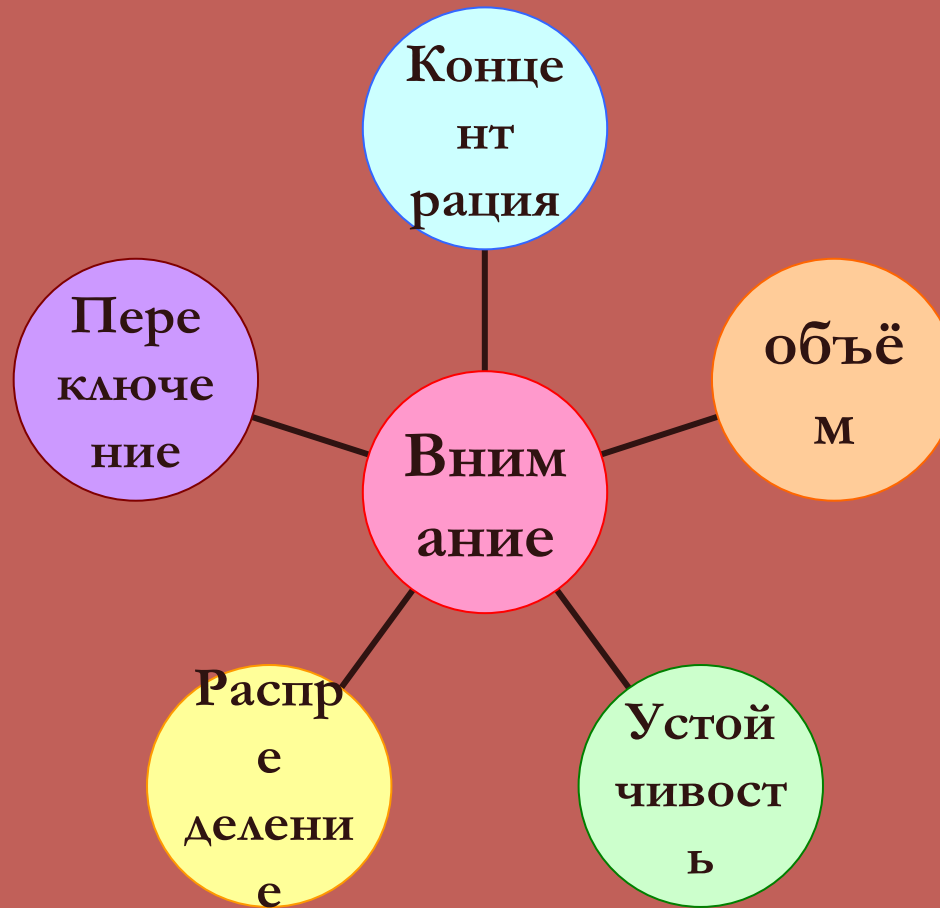 Конце
нт
рация
объё
м
Устой
чивост
ь
Распр
е
делени
е
Пере
ключе
ние
Вним
ание